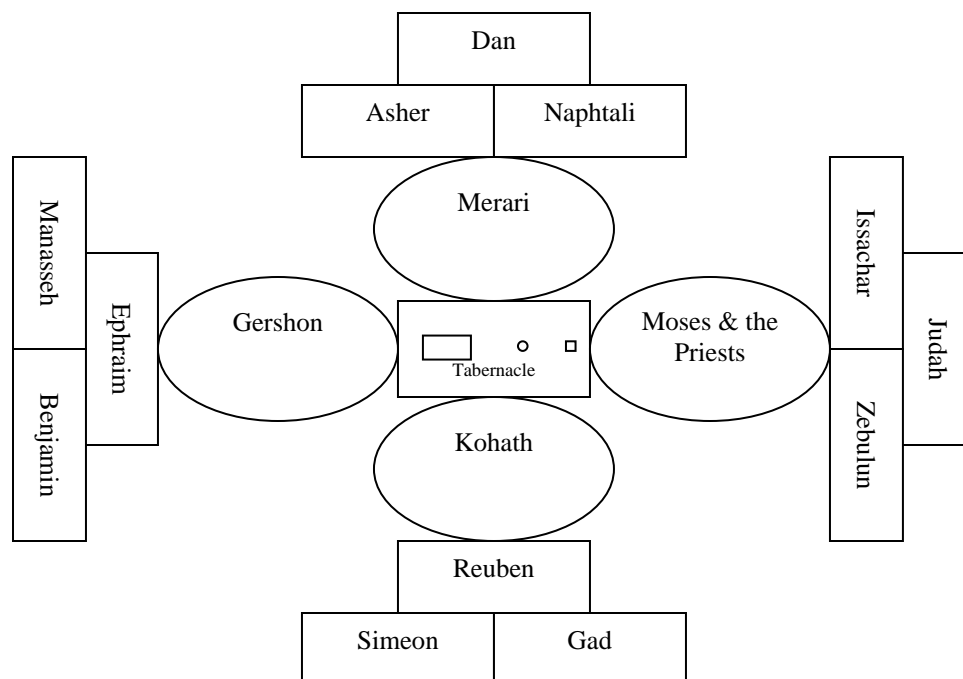 Dan
Asher
Naphtali
Manasseh
Benjamin
Ephraim
Merari
Gershon
Tabernacle
Moses & the
Priests
Issachar
Zebulun
Judah
Kohath
Reuben
Simeon
Gad